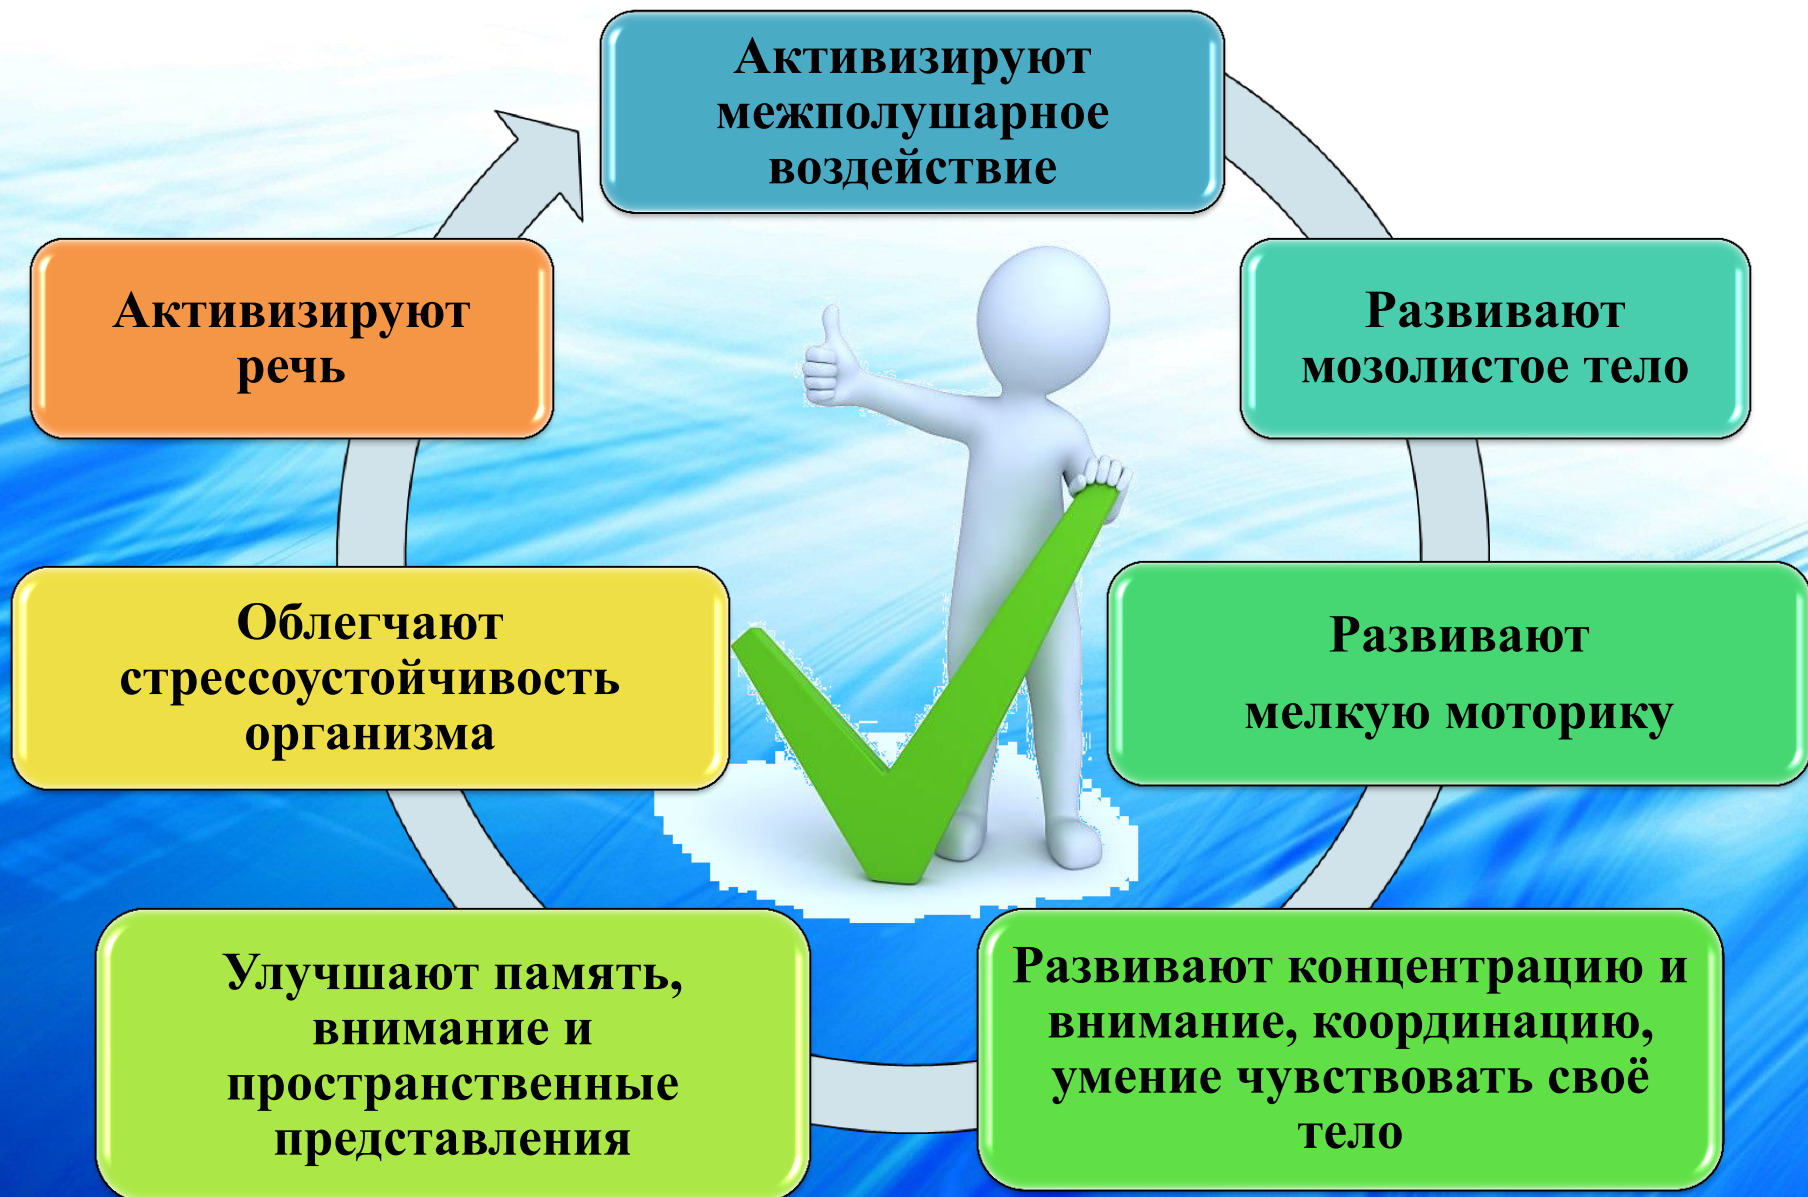 Активизируют
межполушарное
воздействие
Развивают
мозолистое тело
Развивают
мелкую моторику
Развивают концентрацию и
внимание, координацию,
умение чувствовать своё
тело
Улучшают память,
внимание и
пространственные
представления
Облегчают
стрессоустойчивость
организма
Активизируют
речь